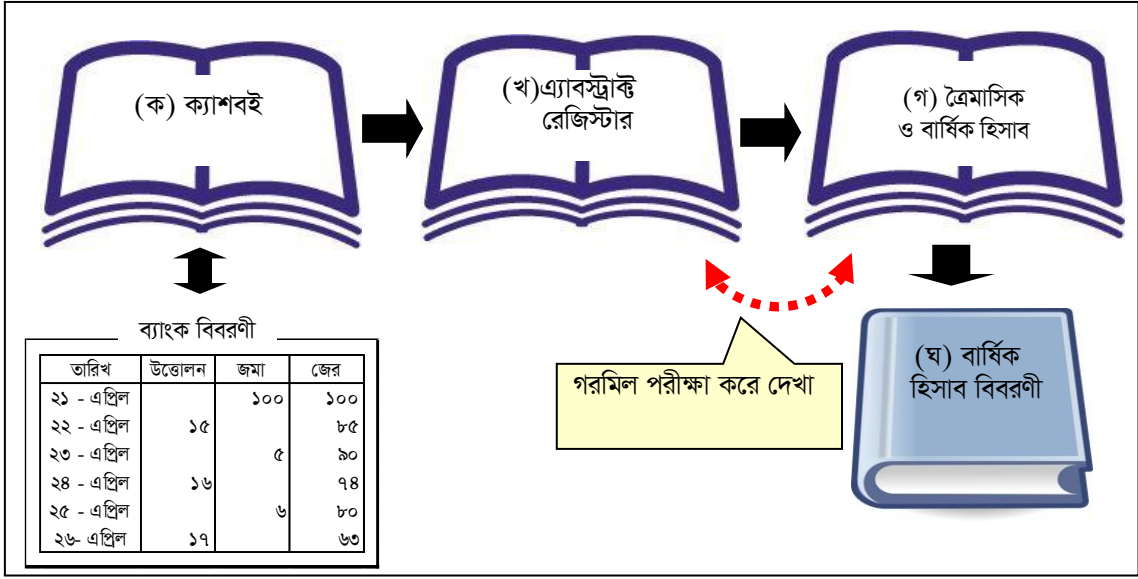 (ক) ক্যাশবই
(খ)এ্যাবস্ট্রাক্ট
রেজিস্টার
(গ) ত্রৈমাসিক
ও বার্ষিক হিসাব
ব্যাংক বিবরণী
তারিখ উত্তোলন জমা জের
২১ - এপ্রিল ১০০ ১০০
২২ - এপ্রিল ১৫ ৮৫
২৩ - এপ্রিল ৫ ৯০
২৪ - এপ্রিল ১৬ ৭৪
২৫ - এপ্রিল ৬ ৮০
২৬- এপ্রিল ১৭ ৬৩
গরমিল পরীক্ষা করে দেখা
(ঘ) বার্ষিক
হিসাব বিবরণী